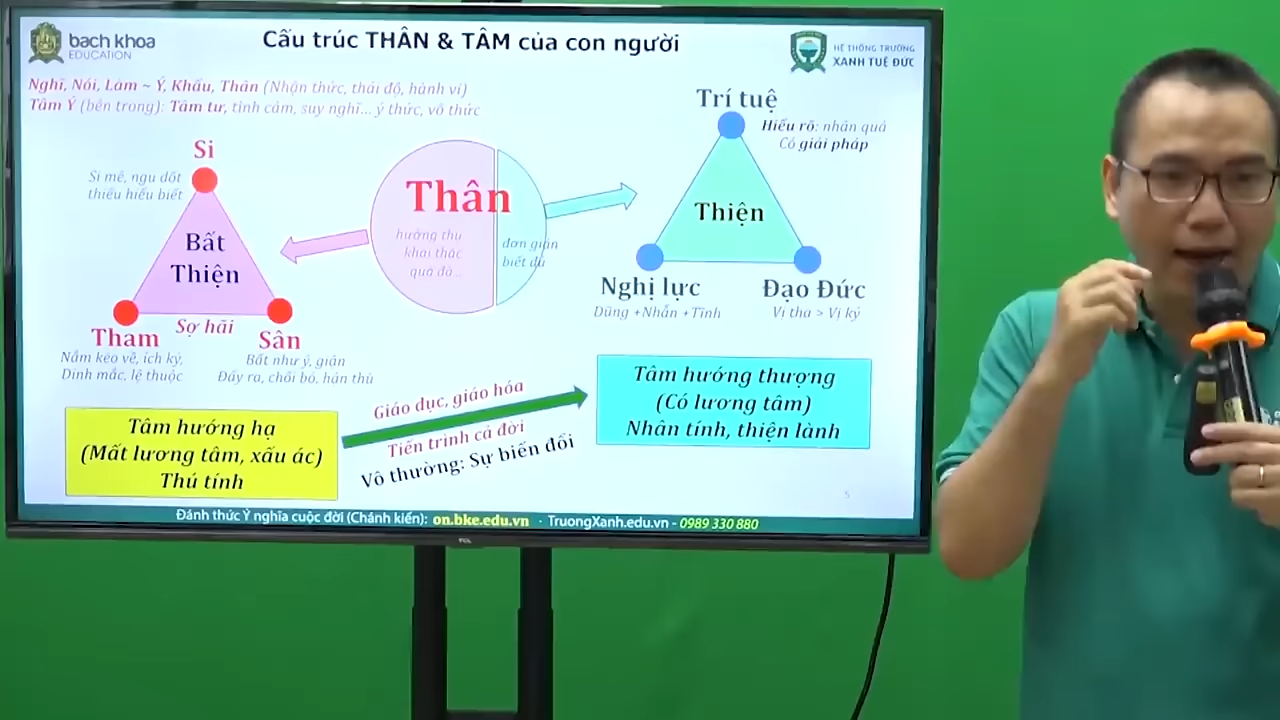 bach khoa
EDUCATION
Cấu trúc THÂN & TÂM của con người
HỆ THỐNG TRƯỜNG
XANH TUỆ ĐỨC
Nghĩ, Nói, Làm ~ Ý, Khẩu, Thân (Nhận thức, thái độ, hành vi)
Tâm Ý (bên trong): Tâm tư, tình cảm, suy nghĩ... ý thức, vô thức
Si
Si mê, ngu dốt
thiếu hiểu biết
Bất
Thiện
Tham
Sợ hãi
Sân
Nắm kéo về, ích kỷ,
Dính mắc, lệ thuộc
Bất như ý, giận
Đẩy ra, chối bỏ, hận thù
Thân
hưởng thụ
khai thác
quá đà...
đơn giản
biết đủ
Trí tuệ
Hiểu rõ: nhân quả
Có giải pháp
Thiện
Nghị lực
Dũng +Nhẫn +Tĩnh
Đạo Đức
Vị tha > Vị kỷ
Tâm hướng hạ
(Mất lương tâm, xấu ác)
Thú tính
Giáo dục, giáo hóa
Tiến trình cả đời
Vô thường: Sự biến đổi
Tâm hướng thượng
(Có lương tâm)
Nhân tính, thiện lành
5
Đánh thức Ý nghĩa cuộc đời (Chánh kiến): on.bke.edu.vn - TruongXanh.edu.vn - 0989 330 880
TCL